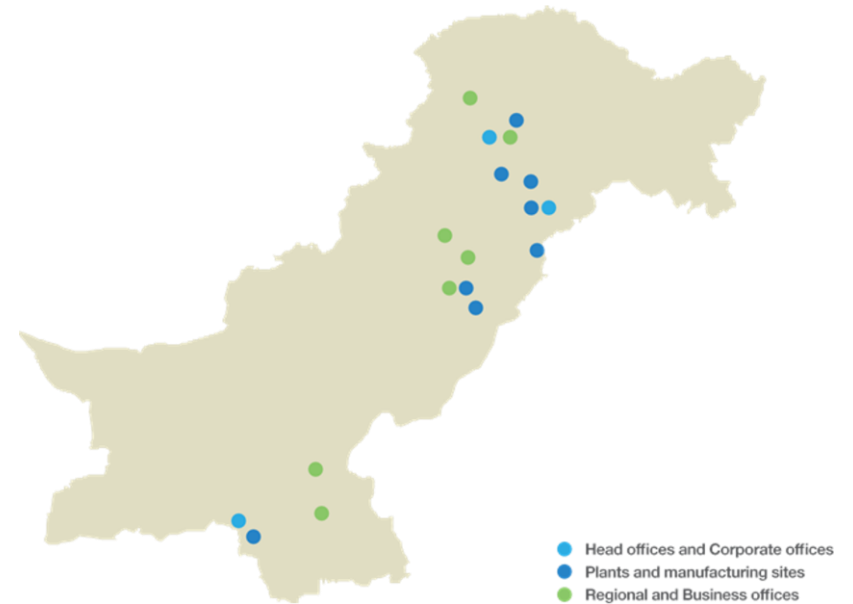 Head offices and Corporate offices
Plants and manufacturing sites
Regional and Business offices